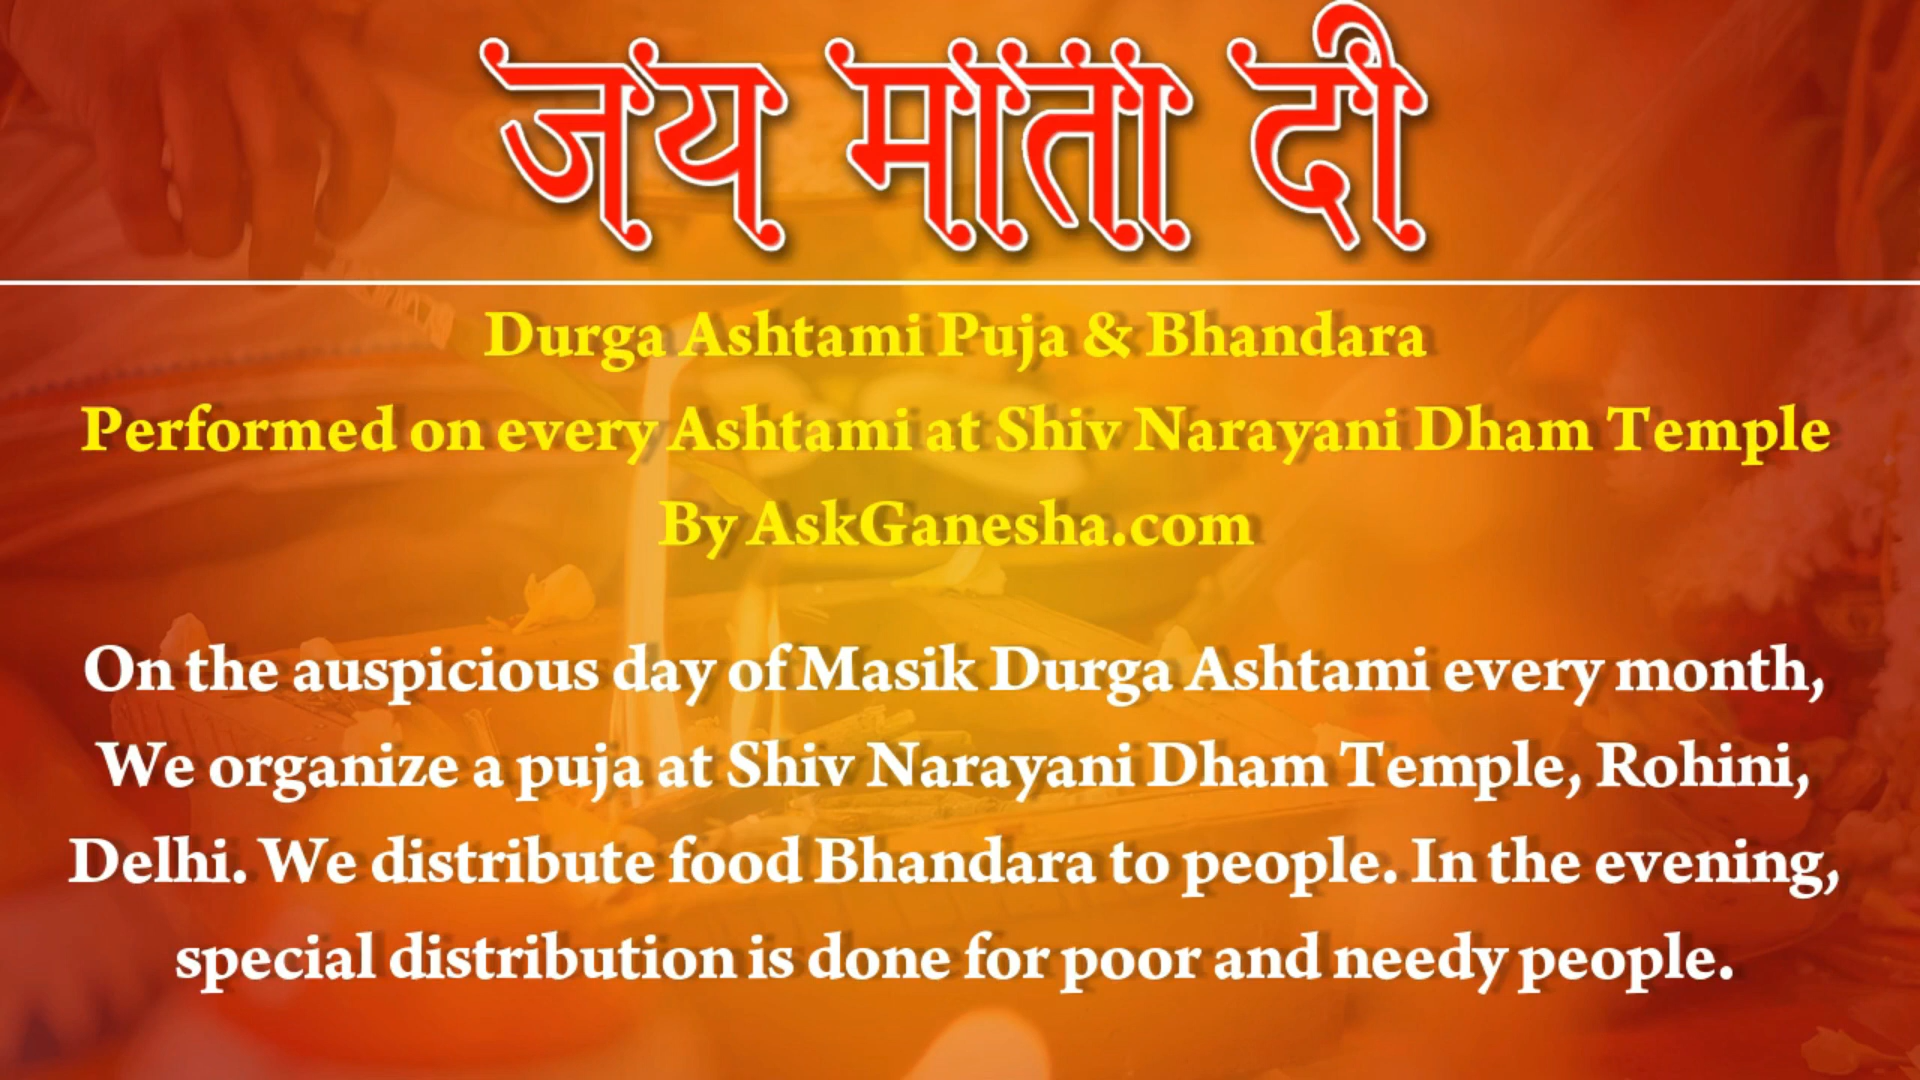 जय माता दी
Durga Ashtami Puja & Bhandara
Performed on every Ashtami at Shiv Narayani Dham Temple
By AskGanesha.com
On the auspicious day of Masik Durga Ashtami every month,
We organize a puja at Shiv Narayani Dham Temple, Rohini,
Delhi. We distribute food Bhandara to people. In the evening,
special distribution is done for poor and needy people.